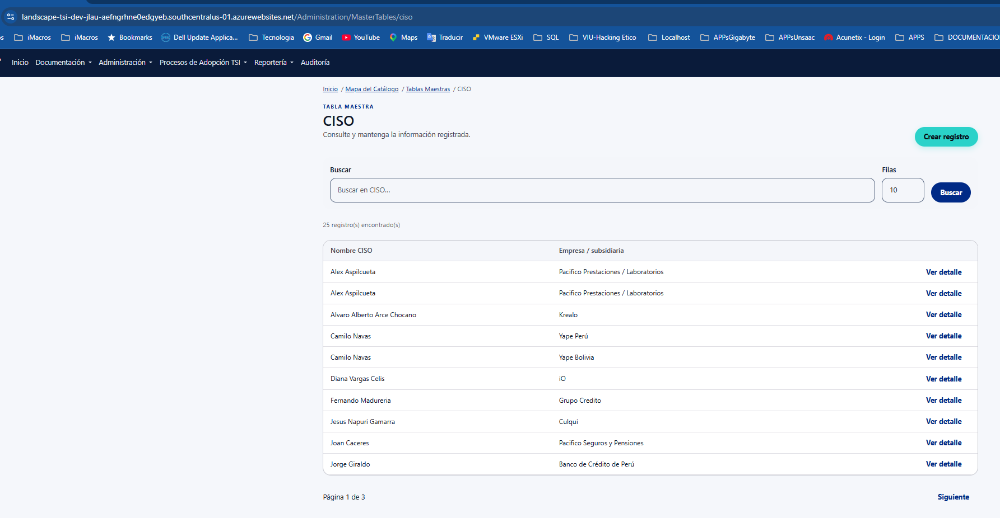 landscape-tsi-dev-jlau-aefngrhne0edgyeb.southcentralus-01.azurewebsites.net/Administration/MasterTables/ciso
iMacros iMacros Bookmarks Dell Update Applica... Tecnologia Gmail YouTube Maps Traducir VMware ESXi SQL VIU-Hacking Etico Localhost APPsGigabyte APPsUnsaac Acunetix - Login APPS DOCUMENTACIO
Inicio Documentación Administración Procesos de Adopción TSI Reportería Auditoría
Inicio / Mapa del Catálogo / Tablas Maestras / CISO
TABLA MAESTRA
CISO
Consulte y mantenga la información registrada.
Crear registro
Buscar Filas
Buscar en CISO... 10 Buscar
25 registro(s) encontrado(s)
Nombre CISO Empresa / subsidiaria
Alex Aspilcueta Pacifico Prestaciones / Laboratorios Ver detalle
Alex Aspilcueta Pacifico Prestaciones / Laboratorios Ver detalle
Alvaro Alberto Arce Chocano Krealo Ver detalle
Camilo Navas Yape Perú Ver detalle
Camilo Navas Yape Bolivia Ver detalle
Diana Vargas Celis iO Ver detalle
Fernando Madureria Grupo Credito Ver detalle
Jesus Napuri Gamarra Culqui Ver detalle
Joan Caceres Pacifico Seguros y Pensiones Ver detalle
Jorge Giraldo Banco de Crédito de Perú Ver detalle
Página 1 de 3 Siguiente